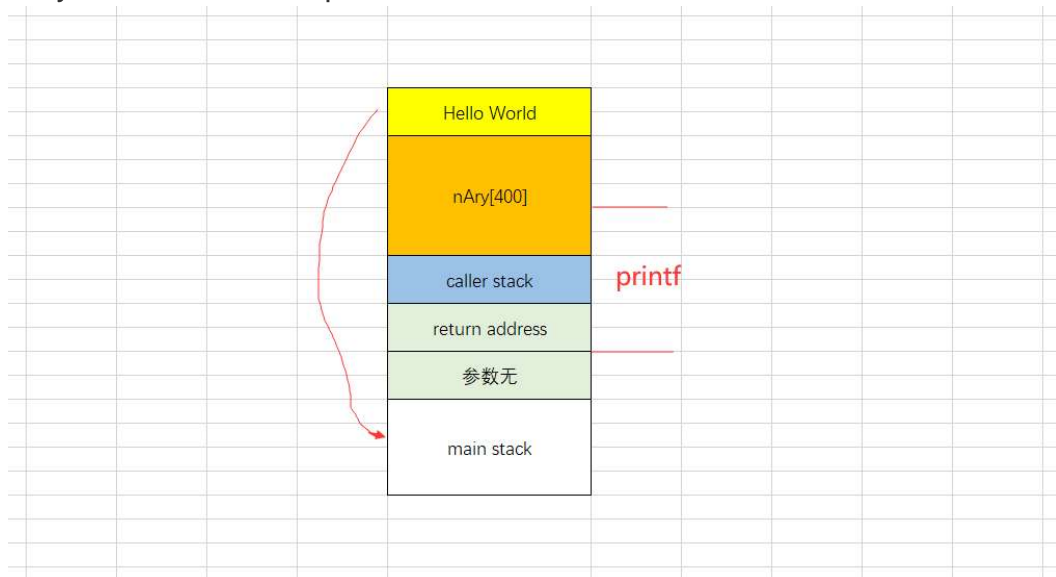 Hello World
nAry[400]
caller stack
printf
return address
参数无
main stack